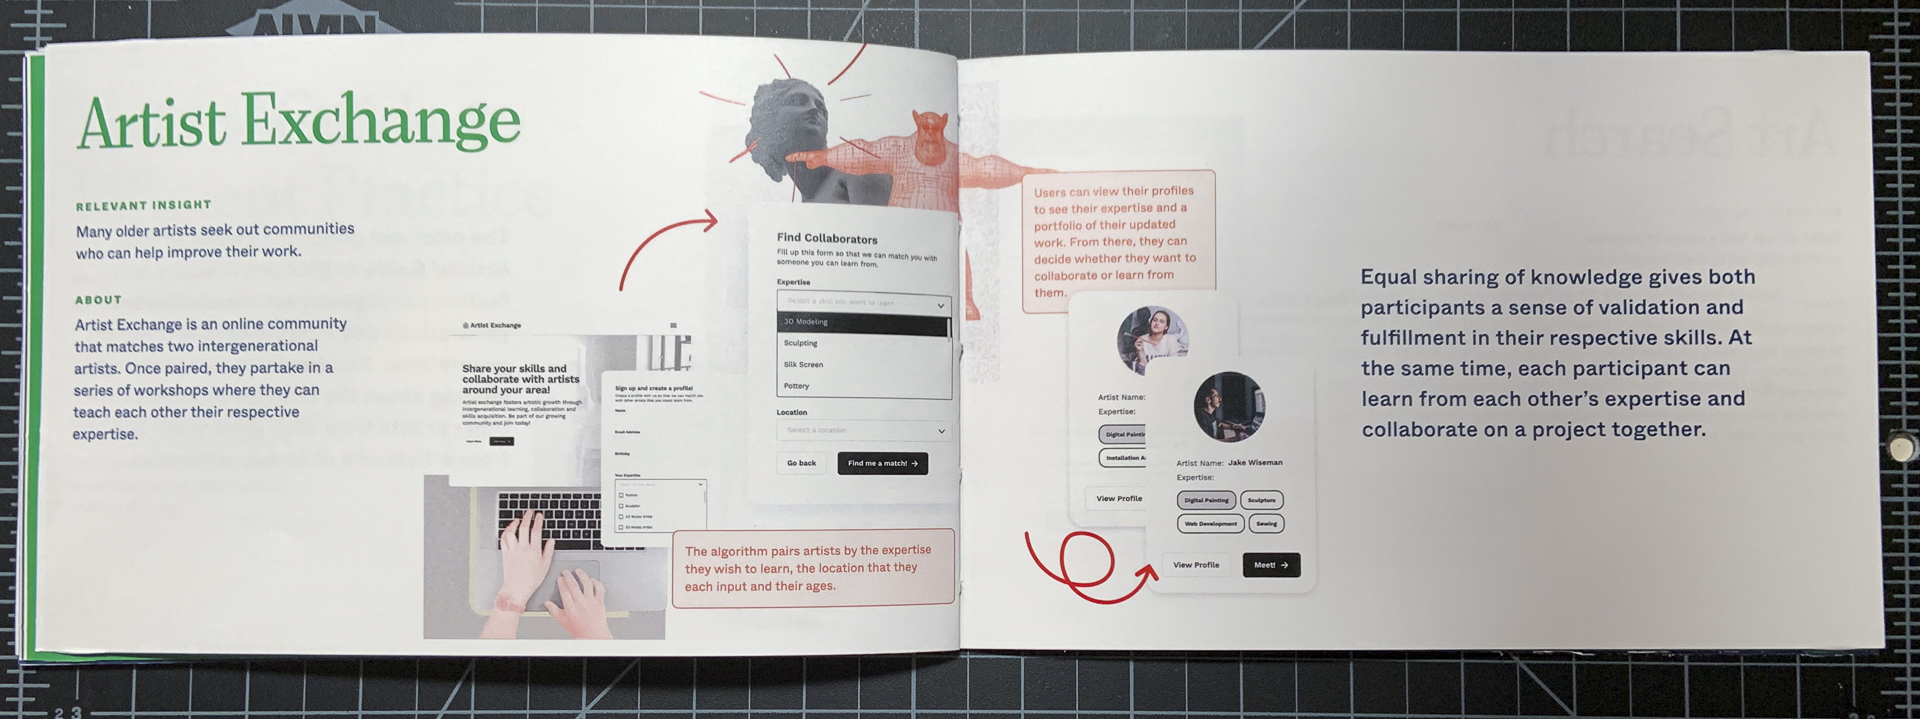 ALVIN
Artist Exchange
RELEVANT INSIGHT
Many older artists seek out communities
who can help improve their work.
ABOUT
Artist Exchange is an online community
that matches two intergenerational
artists. Once paired, they partake in a
series of workshops where they can
teach each other their respective
expertise.
Artist Exchange
Share your skills and
collaborate with artists
around your area!
Artist exchange fosters artistic growth through
intergenerational learning, collaboration and
skills acquisition. Be part of our growing
community and join today!
Sign up and create a profile!
Name
Email Address
Birthday
Your Expertise
Painter
Sculptor
Find Collaborators
Fill up this form so that we can match you with
someone you can learn from.
Expertise
Select a skill you want to learn
3D Modeling
Sculpting
Silk Screen
Pottery
Location
Select a location
Go back
Find me a match! →
The algorithm pairs artists by the expertise
they wish to learn, the location that they
each input and their ages.
Users can view their profiles
to see their expertise and a
portfolio of their updated
work. From there, they can
decide whether they want to
collaborate or learn from
them.
Artist Name:
Expertise:
Digital Paintin
Installation A
View Profile
Artist Name: Jake Wiseman
Expertise:
Digital Painting Sculpture
Web Development Sewing
View Profile
Meet! →
Equal sharing of knowledge gives both
participants a sense of validation and
fulfillment in their respective skills. At
the same time, each participant can
learn from each other's expertise and
collaborate on a project together.
Art Search
23